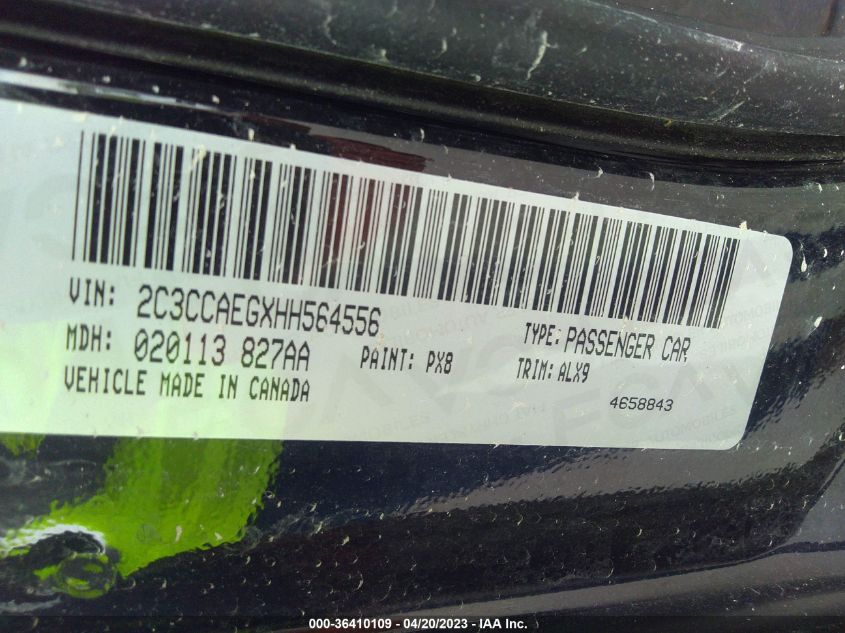 VIN: 2C3CCAEGXHH564556 TYPE: PASSENGER CAR
MDH: 020113 827AA PAINT: PX8 TRIM: ALX9
VEHICLE MADE IN CANADA 4658843
000-36410109 - 04/20/2023 - IAA Inc.